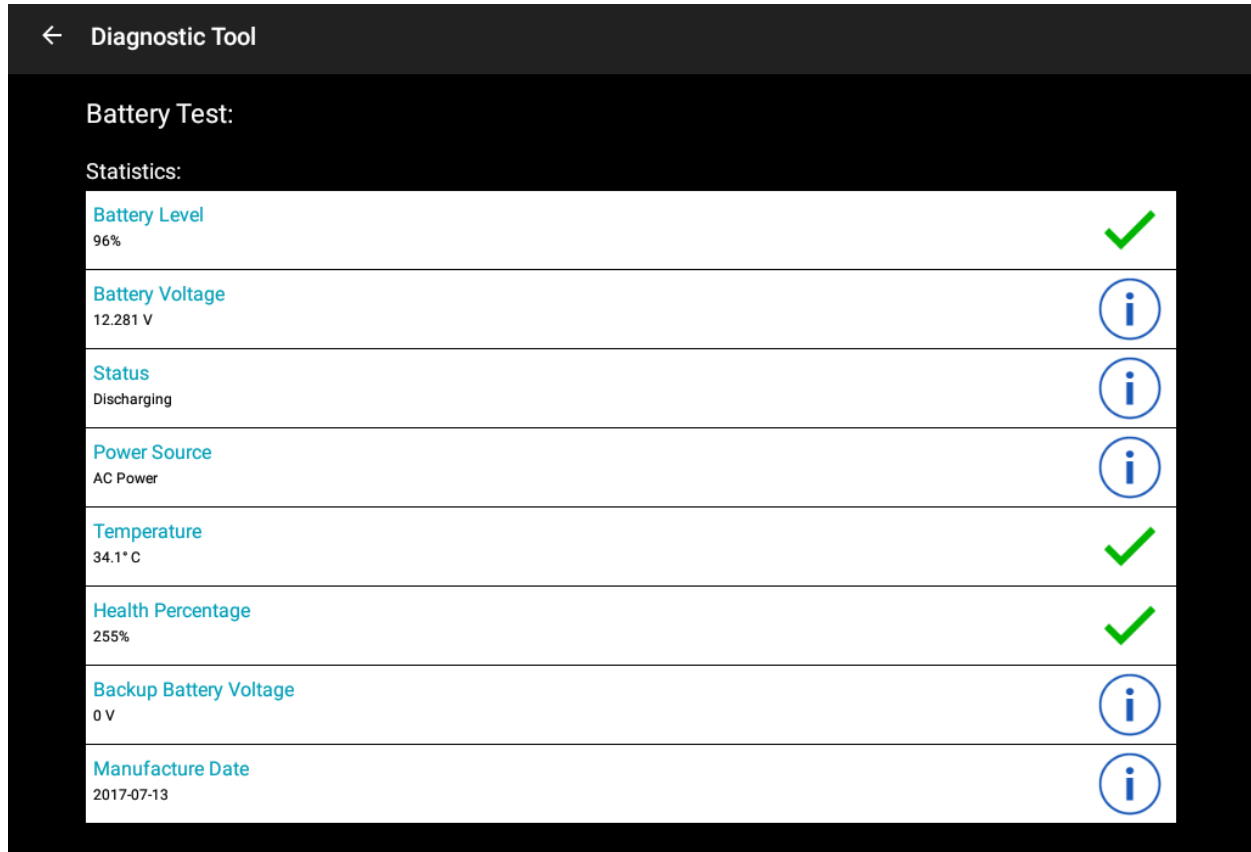 Diagnostic Tool
Battery Test:
Statistics:
Battery Level
96%
Battery Voltage
12.281 V
Status
Discharging
Power Source
AC Power
Temperature
34.1° C
Health Percentage
255%
Backup Battery Voltage
0 V
Manufacture Date
2017-07-13